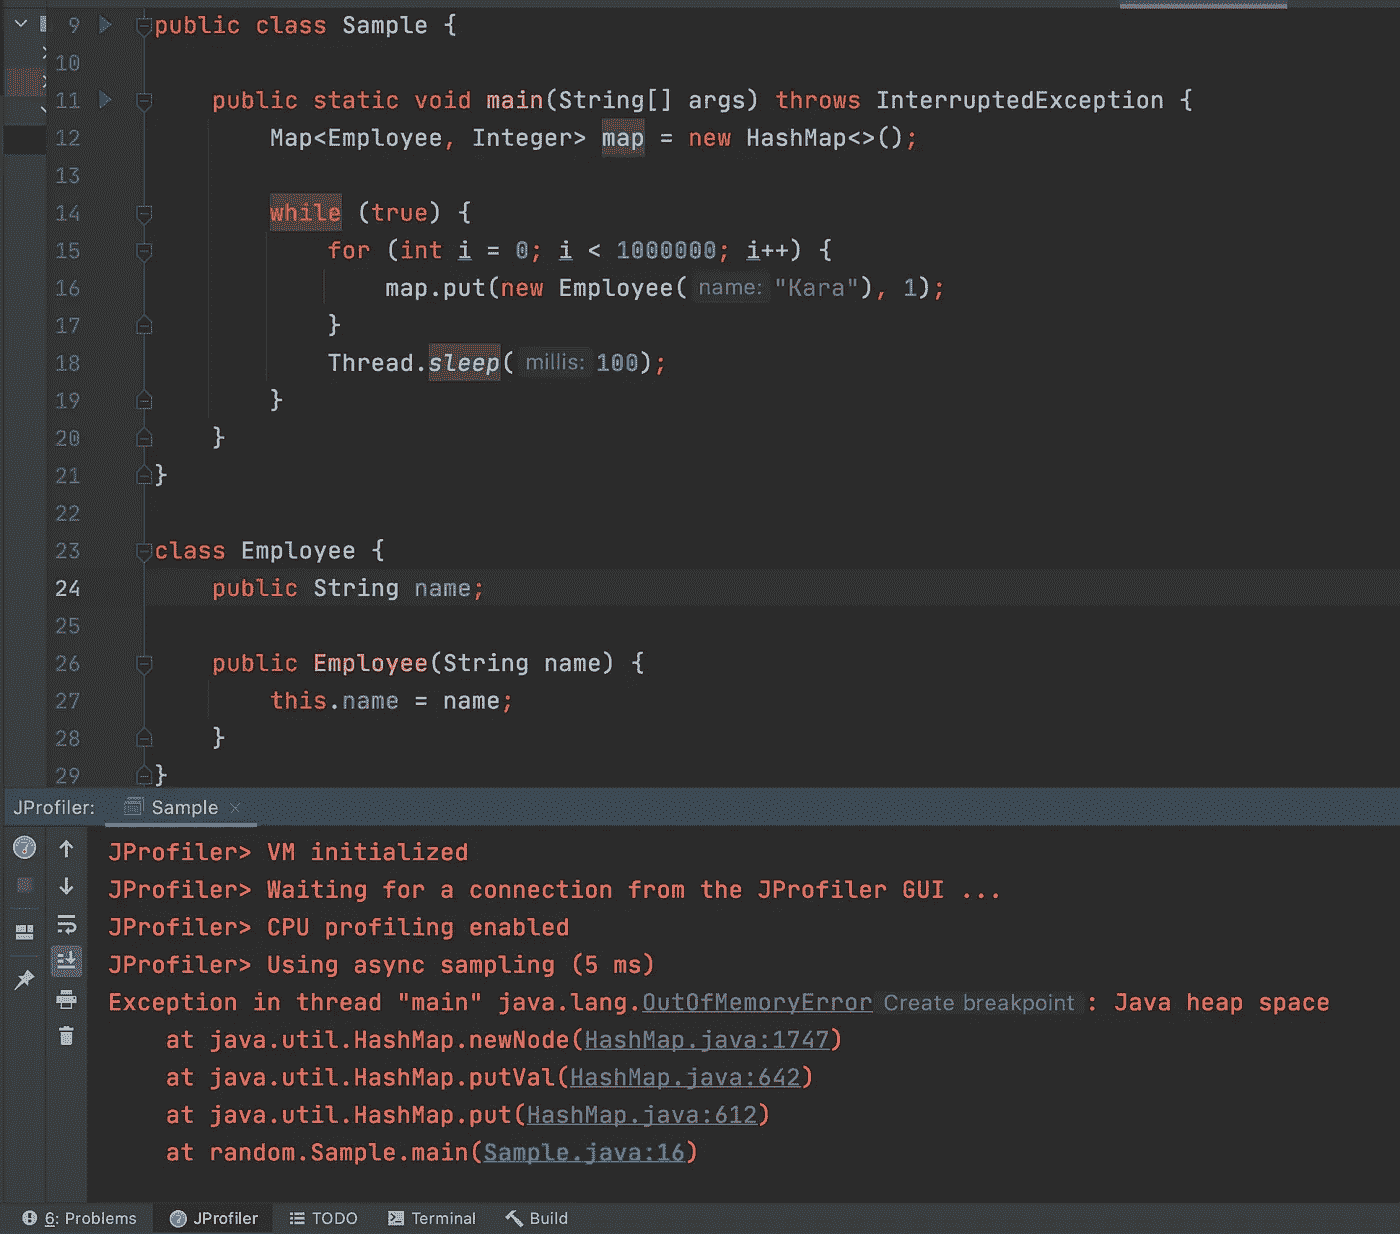 9 public class Sample {
10
11 public static void main(String[] args) throws InterruptedException {
12 Map<Employee, Integer> map = new HashMap<>();
13
14 while (true) {
15 for (int i = 0; i < 1000000; i++) {
16 map.put(new Employee( name: "Kara"), 1);
17 }
18 Thread.sleep( millis: 100);
19 }
20 }
21 }
22
23 class Employee {
24 public String name;
25
26 public Employee(String name) {
27 this.name = name;
28 }
29 }
JProfiler: Sample ×
JProfiler> VM initialized
JProfiler> Waiting for a connection from the JProfiler GUI ...
JProfiler> CPU profiling enabled
JProfiler> Using async sampling (5 ms)
Exception in thread "main" java.lang.OutOfMemoryError Create breakpoint : Java heap space
at java.util.HashMap.newNode(HashMap.java:1747)
at java.util.HashMap.putVal(HashMap.java:642)
at java.util.HashMap.put(HashMap.java:612)
at random.Sample.main(Sample.java:16)
6: Problems JProfiler TODO Terminal Build